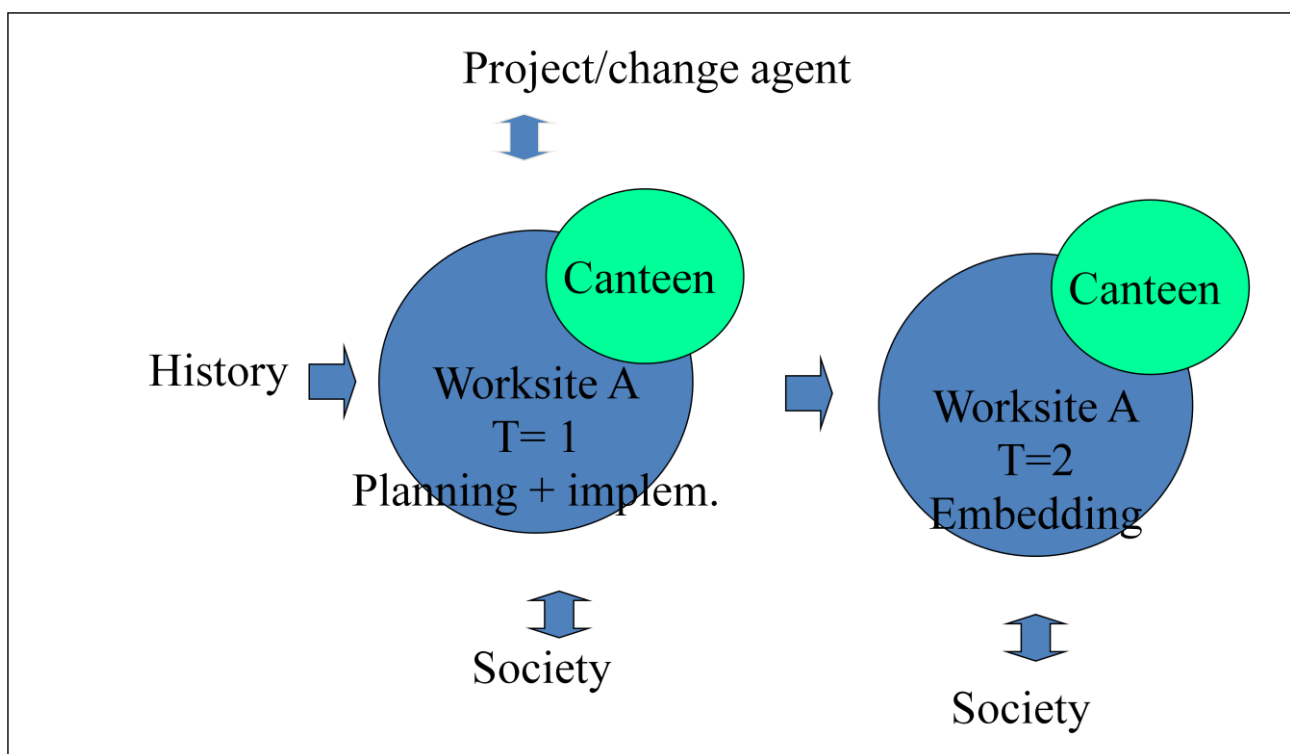 Project/change agent
Canteen
History
Worksite A
T= 1
Planning + implem.
Society
Canteen
Worksite A
T=2
Embedding
Society